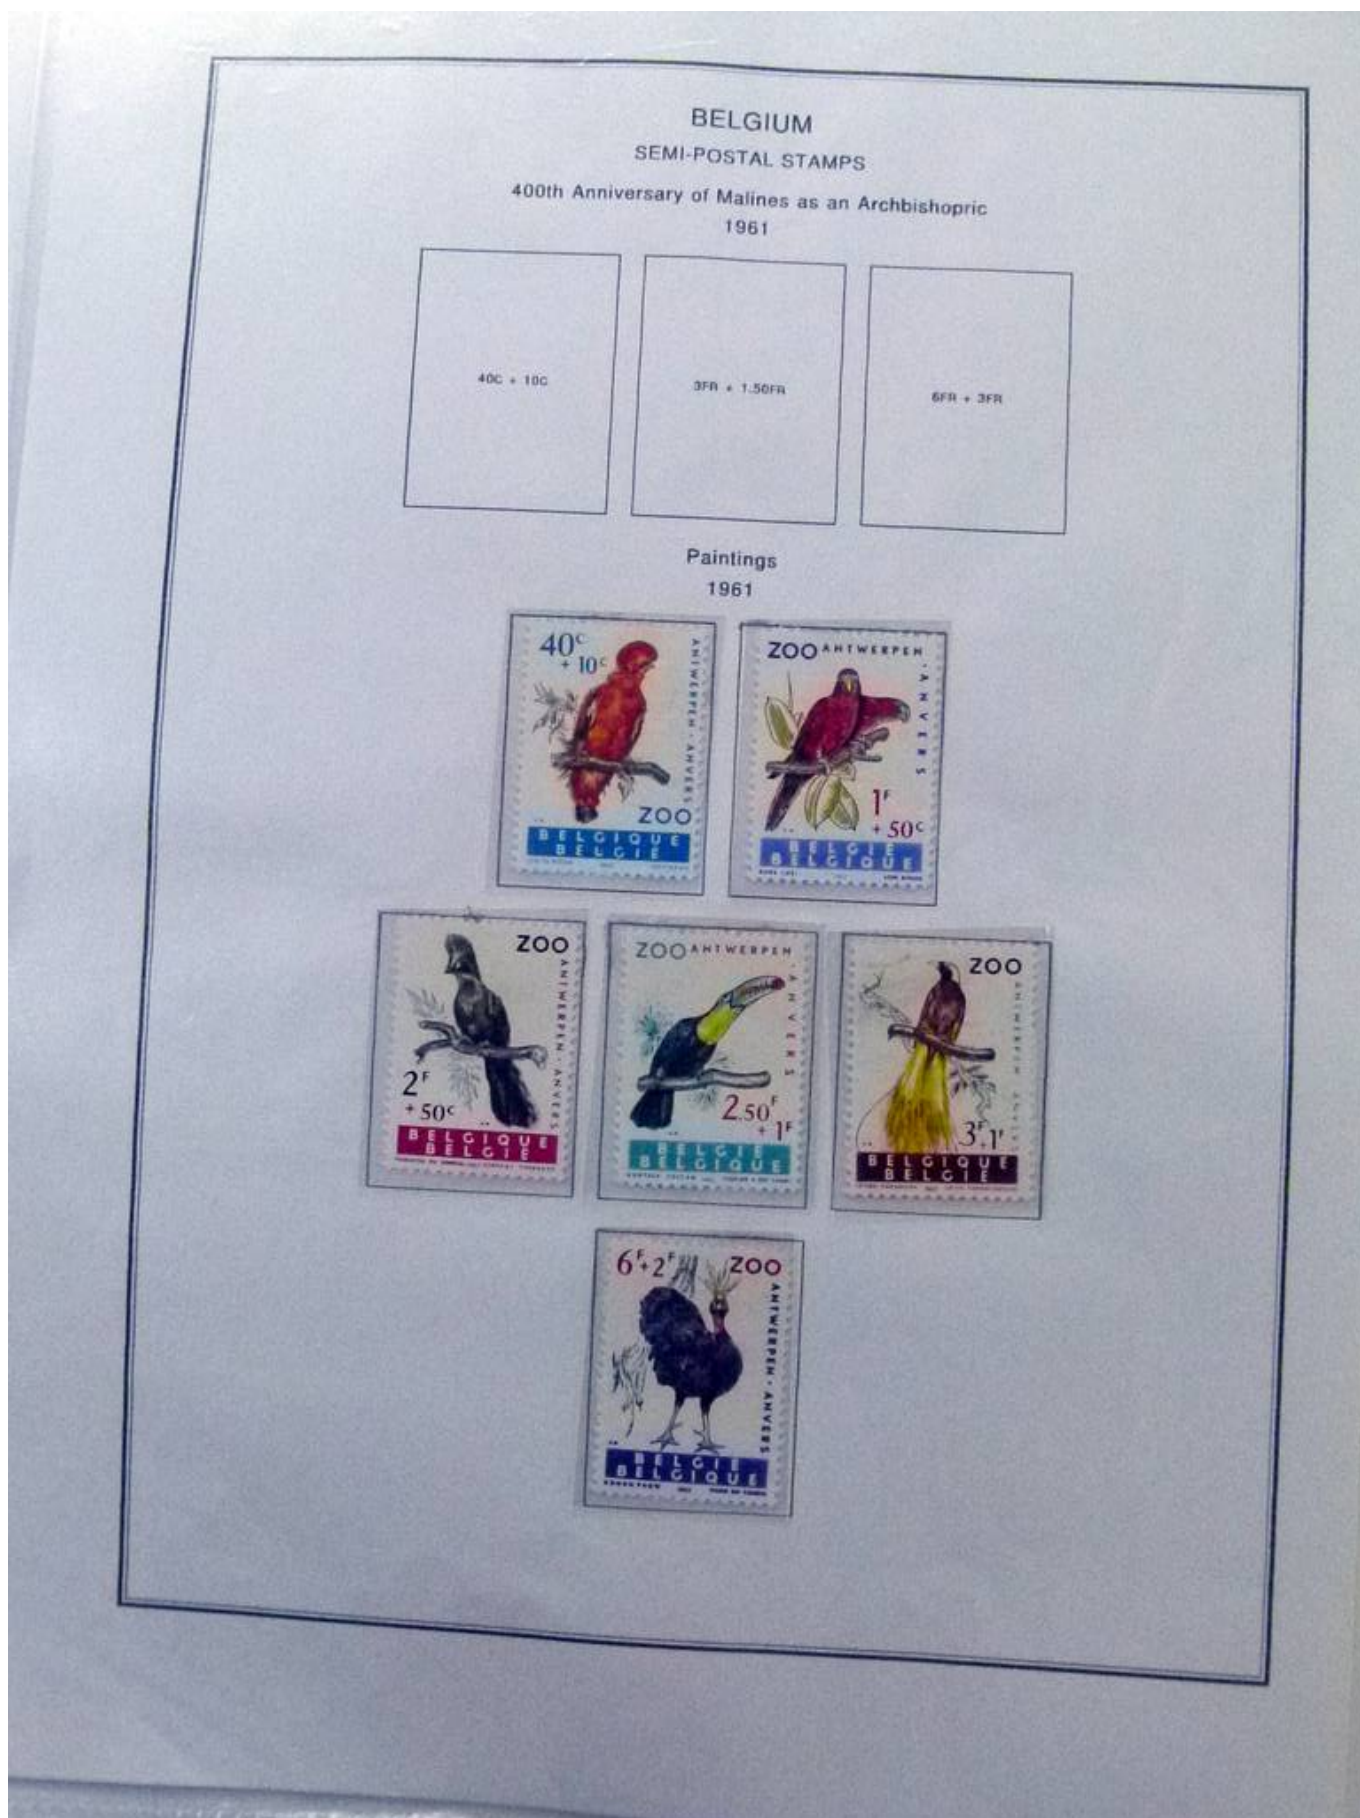 BELGIUM
SEMI-POSTAL STAMPS
400th Anniversary of Malines as an Archbishopric
1961
40C + 10C
3FR + 1.50FR
6FR + 3FR
Paintings
1961
40c
+ 10c
ANTWERPEN · ANVERS
ZOO
BELGIQUE
BELGIE
ZOO ANTWERPEN · ANVERS
1F
+ 50c
BELGIE
BELGIQUE
ZOO
ANTWERPEN · ANVERS
2F
+ 50c
BELGIQUE
BELGIE
ZOO ANTWERPEN · ANVERS
2.50F
+ 1F
BELGIE
BELGIQUE
ZOO
ANTWERPEN · ANVERS
3F+1F
BELGIQUE
BELGIE
6F+2F
ZOO
ANTWERPEN · ANVERS
BELGIE
BELGIQUE